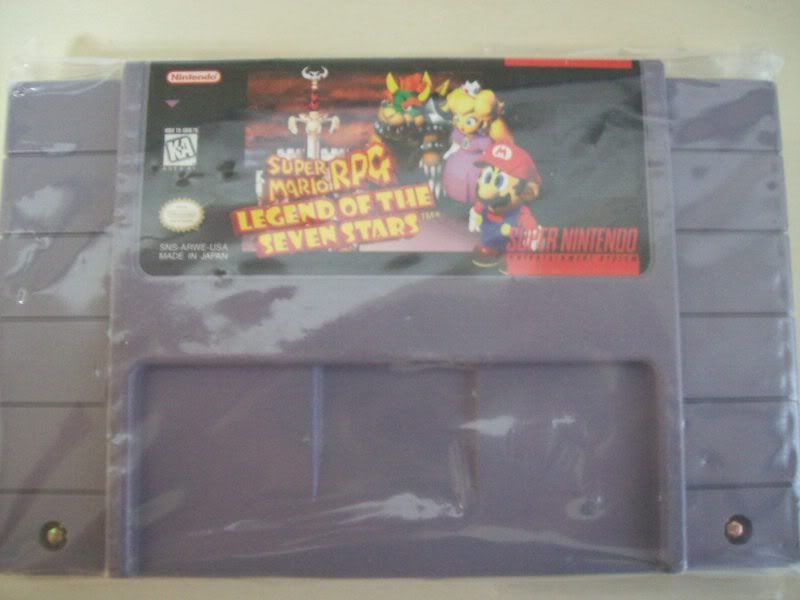 Nintendo
KA
SUPER
MARIO RPG
LEGEND OF THE
SEVEN STARS™
SNS-ARWE-USA
MADE IN JAPAN
M
SUPER NINTENDO
ENTERTAINMENT SYSTEM